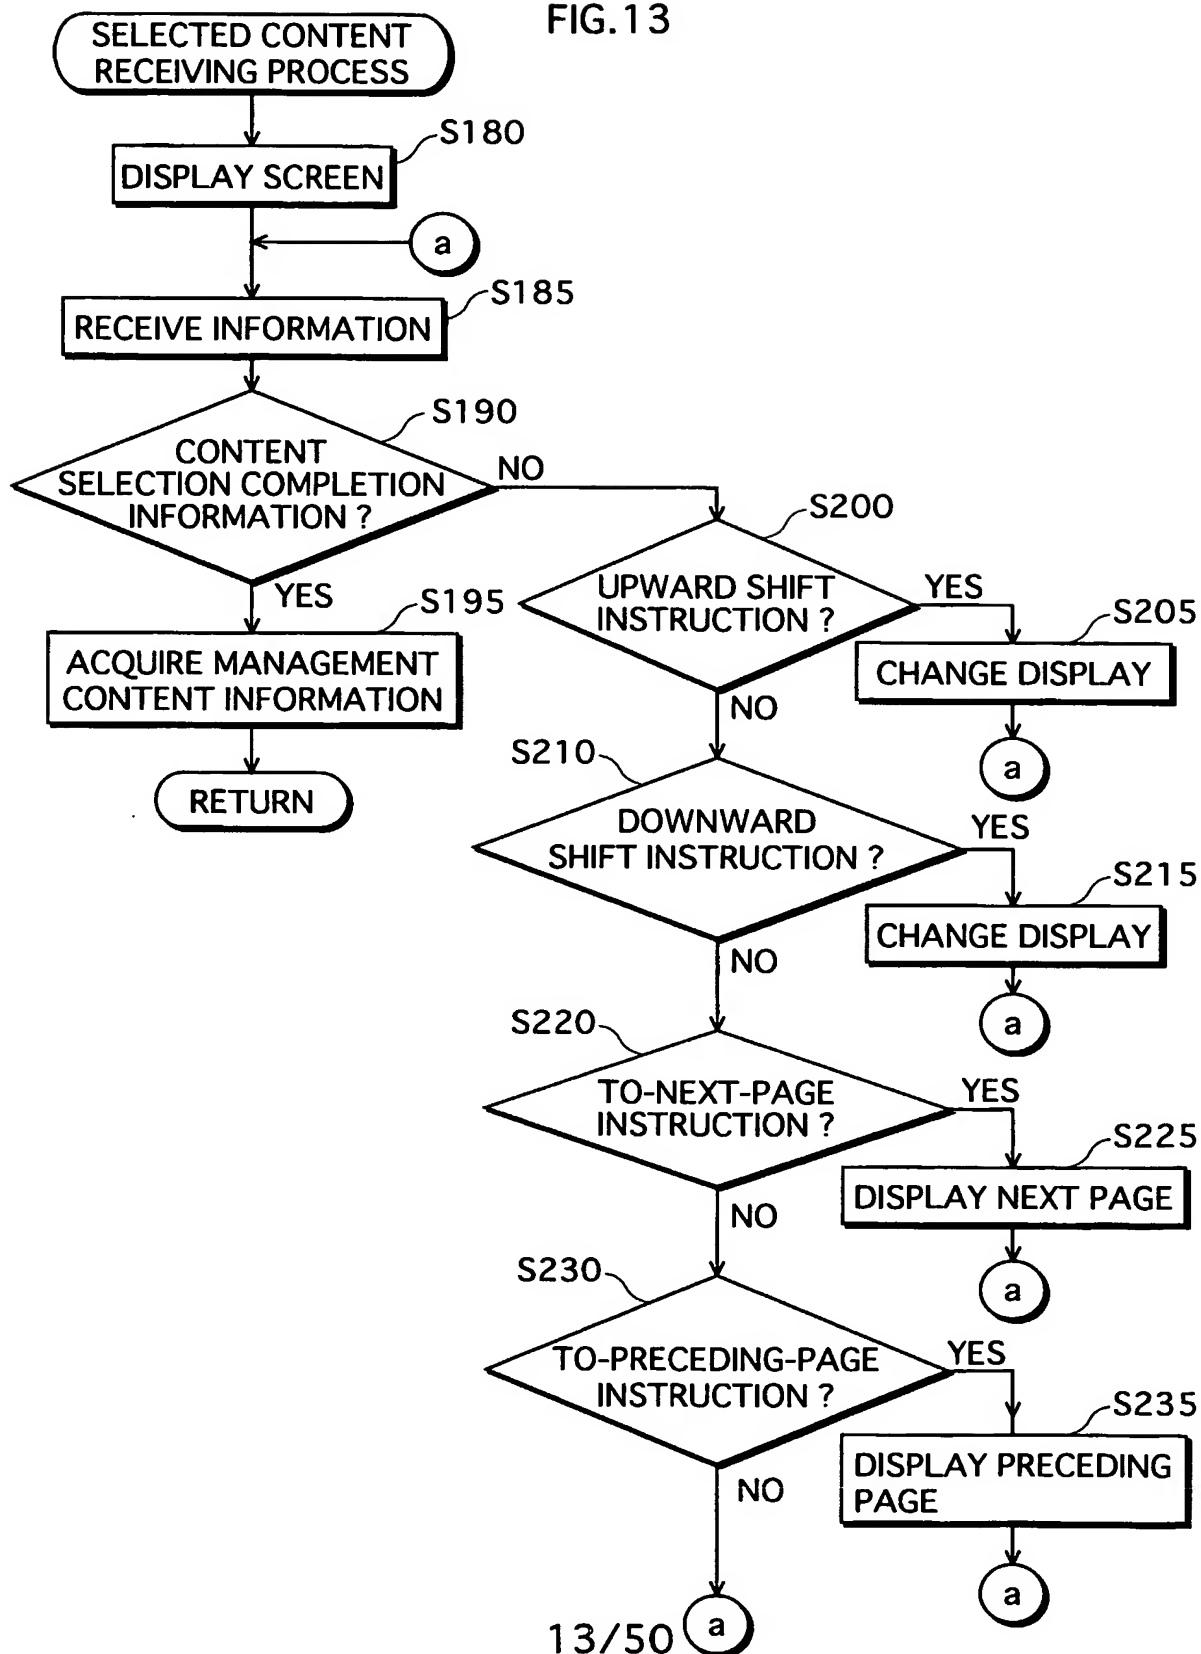 FIG.13
SELECTED CONTENT
RECEIVING PROCESS
S180
DISPLAY SCREEN
a
S185
RECEIVE INFORMATION
S190
CONTENT
SELECTION COMPLETION
INFORMATION ?
NO
YES
S195
ACQUIRE MANAGEMENT
CONTENT INFORMATION
RETURN
S200
UPWARD SHIFT
INSTRUCTION ?
YES
S205
CHANGE DISPLAY
a
NO
S210
DOWNWARD
SHIFT INSTRUCTION ?
YES
S215
CHANGE DISPLAY
a
NO
S220
TO-NEXT-PAGE
INSTRUCTION ?
YES
S225
DISPLAY NEXT PAGE
a
NO
S230
TO-PRECEDING-PAGE
INSTRUCTION ?
YES
S235
DISPLAY PRECEDING
PAGE
a
NO
a
13/50